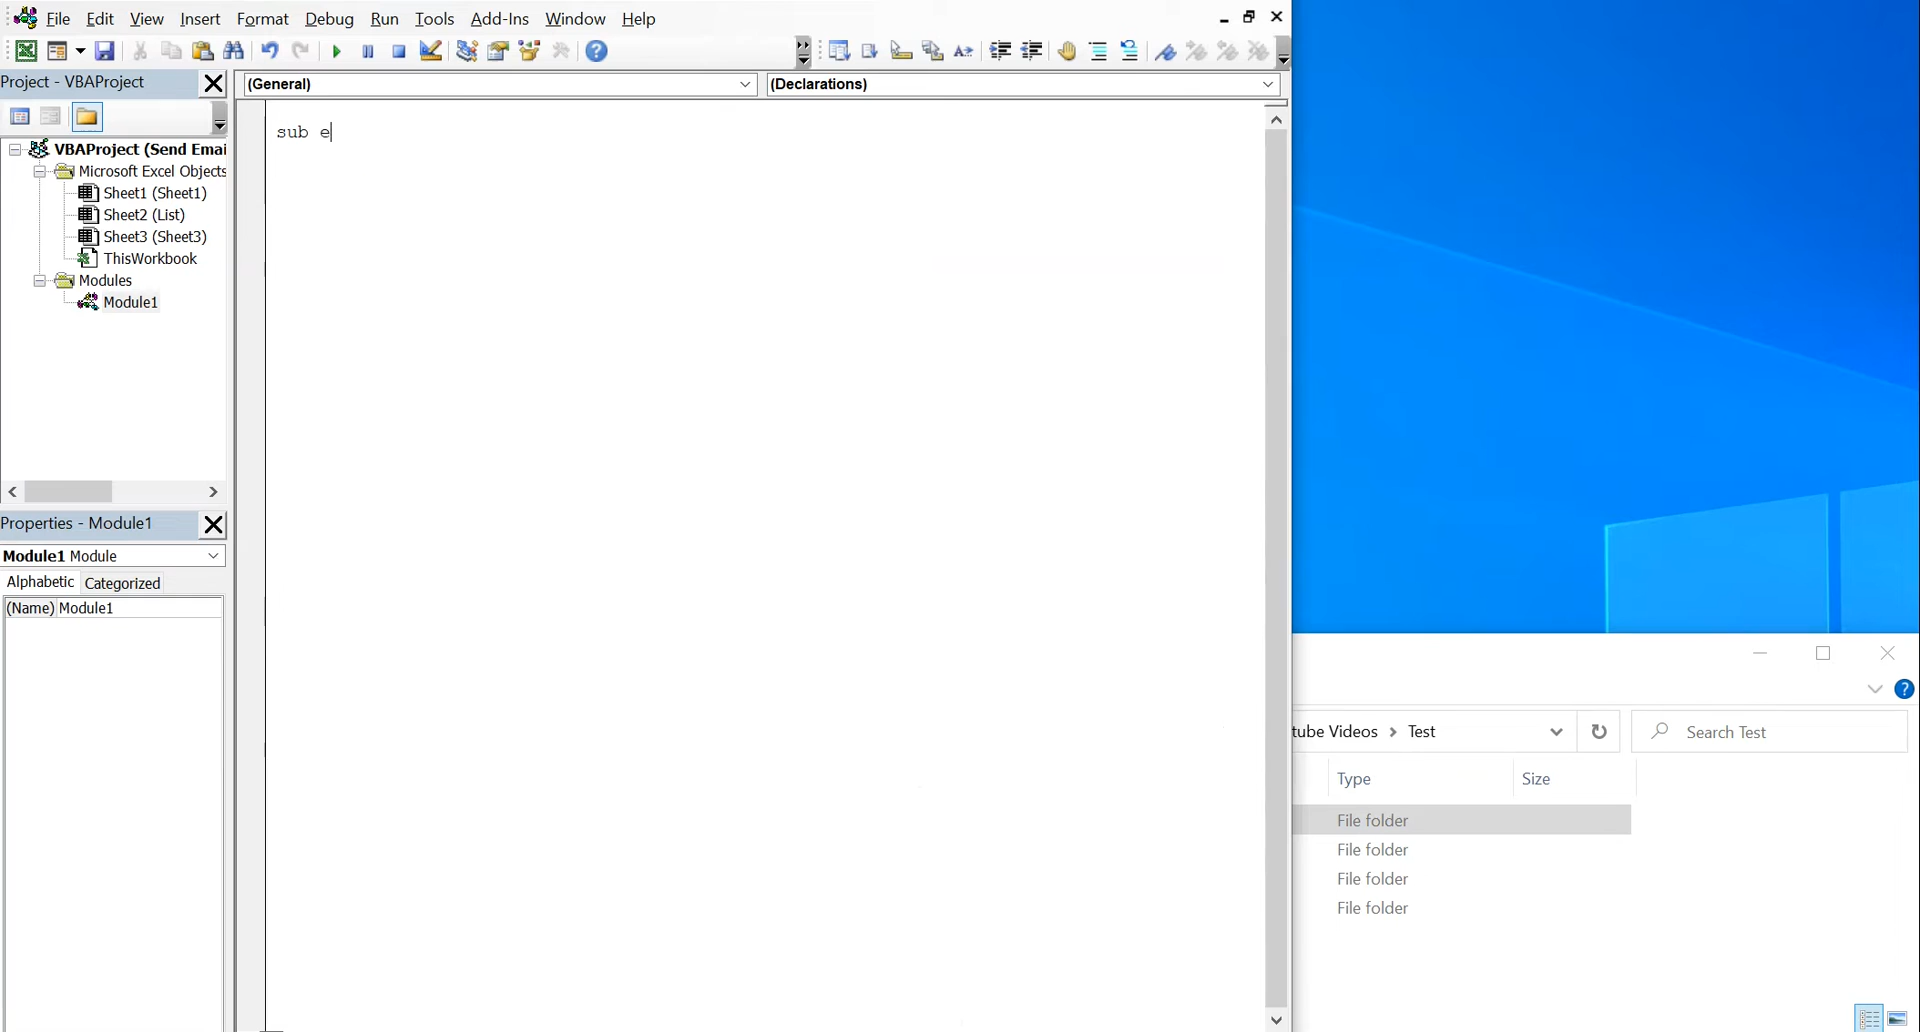 File Edit View Insert Format Debug Run Tools Add-Ins Window Help
Project - VBAProject
(General)
(Declarations)
sub e
VBAProject (Send Emai
Microsoft Excel Objects
Sheet1 (Sheet1)
Sheet2 (List)
Sheet3 (Sheet3)
ThisWorkbook
Modules
Module1
Properties - Module1
Module1 Module
Alphabetic Categorized
(Name) Module1
tube Videos > Test
Search Test
Type Size
File folder
File folder
File folder
File folder